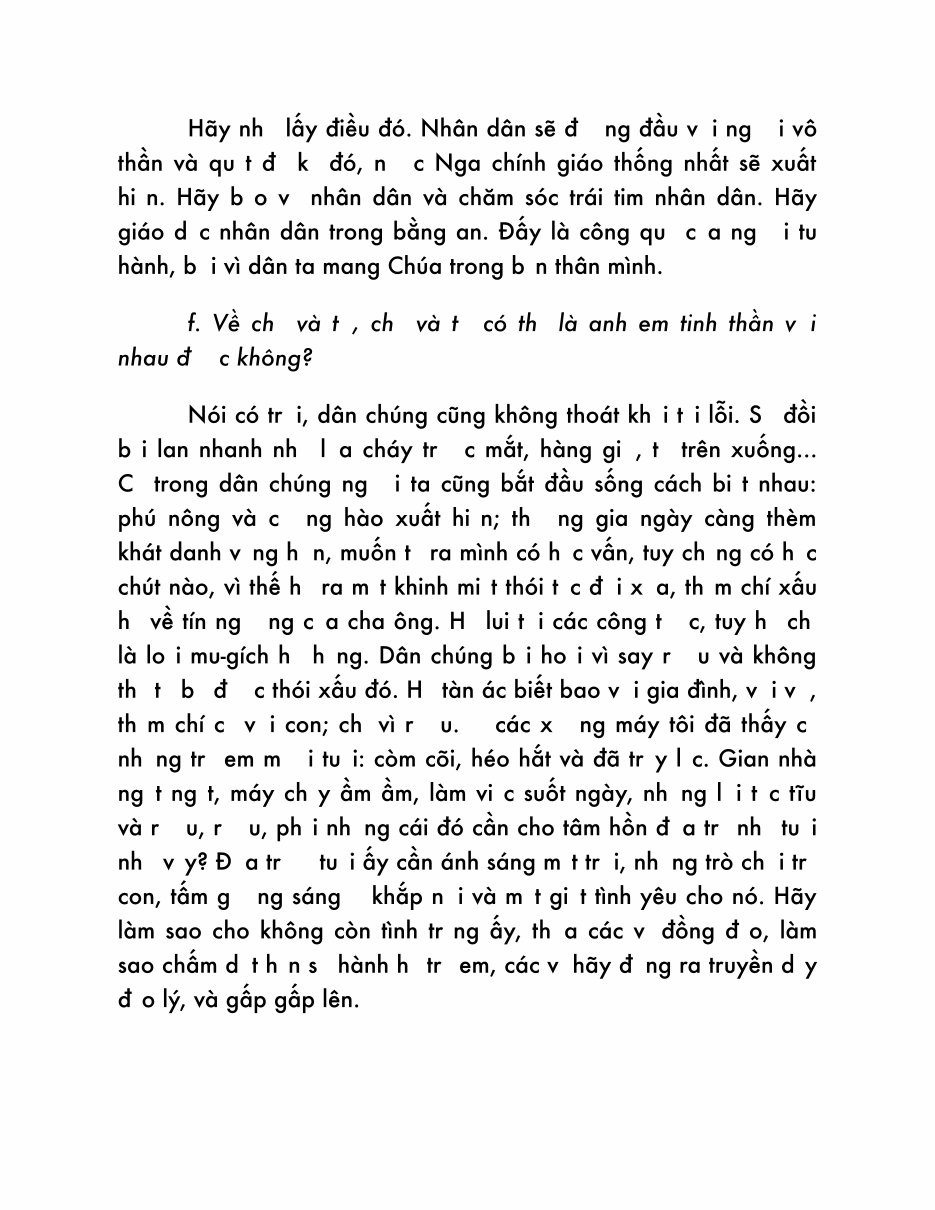 Hãy nh lấy điều đó. Nhân dân sẽ đ ng đầu v i ng i vô
thần và qu t đ k đó, n c Nga chính giáo thống nhất sẽ xuất
hi n. Hãy b o v nhân dân và chăm sóc trái tim nhân dân. Hãy
giáo d c nhân dân trong bằng an. Đấy là công qu c a ng i tu
hành, b i vì dân ta mang Chúa trong b n thân mình.
f. Về ch và t , ch và t có th là anh em tinh thần v i
nhau đ c không?
Nói có tr i, dân chúng cũng không thoát kh i t i lỗi. S đồi
b i lan nhanh nh l a cháy tr c mắt, hàng gi , t trên xuống...
C trong dân chúng ng i ta cũng bắt đầu sống cách bi t nhau:
phú nông và c ng hào xuất hi n; th ng gia ngày càng thèm
khát danh v ng h n, muốn t ra mình có h c vấn, tuy ch ng có h c
chút nào, vì thế h ra m t khinh mi t thói t c đ i x a, th m chí xấu
h về tín ng ng c a cha ông. H lui t i các công t c, tuy h ch
là lo i mu-gích h h ng. Dân chúng b i ho i vì say r u và không
th t b đ c thói xấu đó. H tàn ác biết bao v i gia đình, v i v ,
th m chí c v i con; ch vì r u. các x ng máy tôi đã thấy c
nh ng tr em m i tu i: còm cõi, héo hắt và đã tr y l c. Gian nhà
ng t ng t, máy ch y ầm ầm, làm vi c suốt ngày, nh ng l i t c tĩu
và r u, r u, ph i nh ng cái đó cần cho tâm hồn đ a tr nh tu i
nh v y? Đ a tr tu i ấy cần ánh sáng m t tr i, nh ng trò ch i tr
con, tấm g ng sáng khắp n i và m t gi t tình yêu cho nó. Hãy
làm sao cho không còn tình tr ng ấy, th a các v đồng đ o, làm
sao chấm d t h n s hành h tr em, các v hãy đ ng ra truyền d y
đ o lý, và gấp gấp lên.